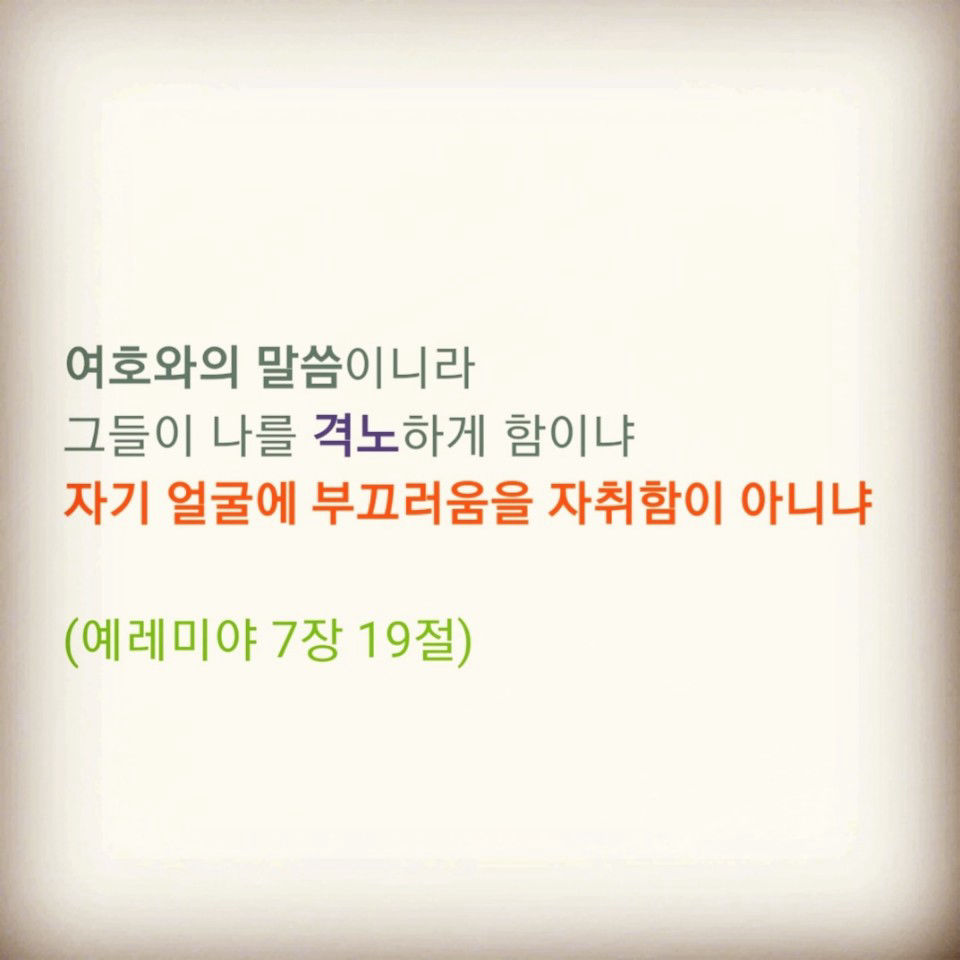 여호와의 말씀이니라
그들이 나를 격노하게 함이냐
자기 얼굴에 부끄러움을 자취함이 아니냐
(예레미야 7장 19절)